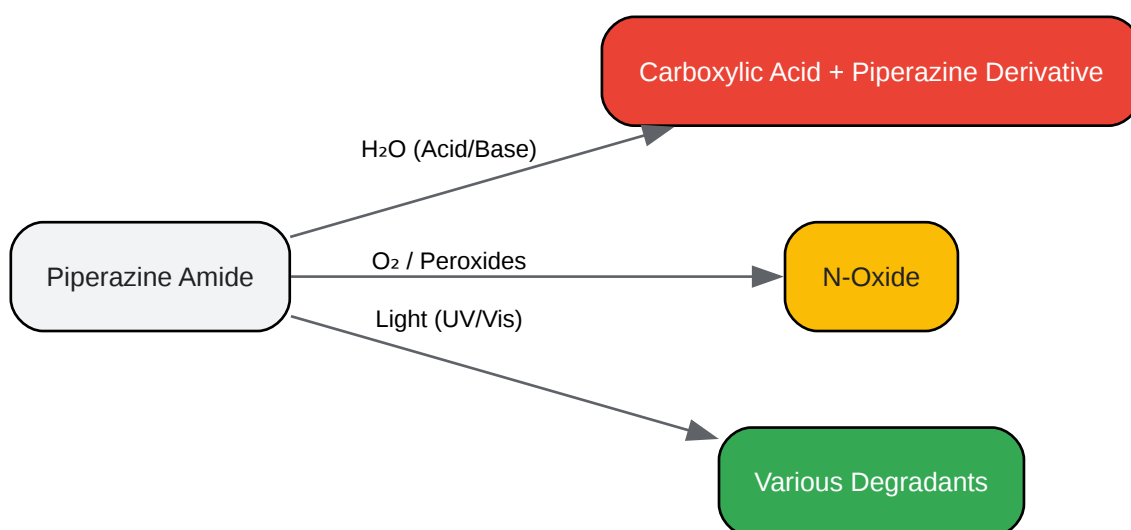 Carboxylic Acid + Piperazine Derivative
H₂O (Acid/Base)
Piperazine Amide
O₂ / Peroxides
N-Oxide
Light (UV/Vis)
Various Degradants